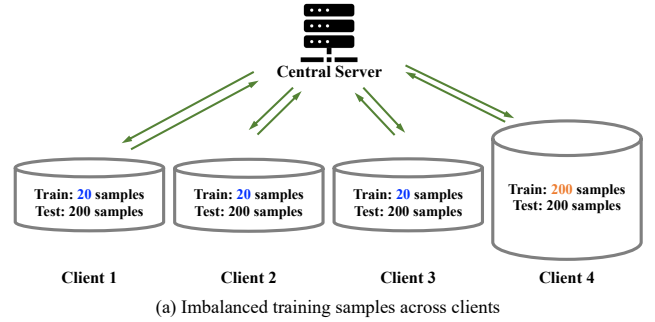 Central Server
Train: 20 samples
Test: 200 samples
Train: 20 samples
Test: 200 samples
Train: 20 samples
Test: 200 samples
Train: 200 samples
Test: 200 samples
Client 1
Client 2
Client 3
Client 4
(a) Imbalanced training samples across clients